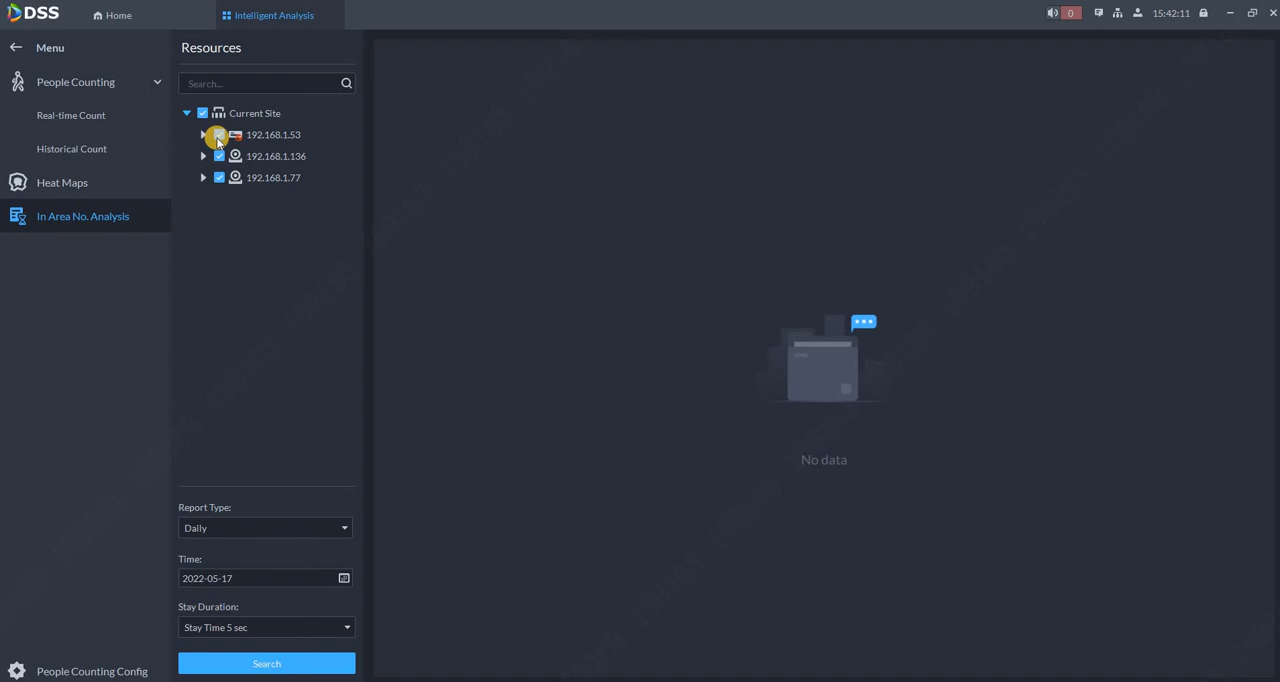 DSS
Home
Intelligent Analysis
0
15:42:11
Menu
People Counting
Real-time Count
Historical Count
Heat Maps
In Area No. Analysis
People Counting Config
Resources
Search...
Current Site
192.168.1.53
192.168.1.136
192.168.1.77
Report Type:
Daily
Time:
2022-05-17
Stay Duration:
Stay Time 5 sec
Search
No data